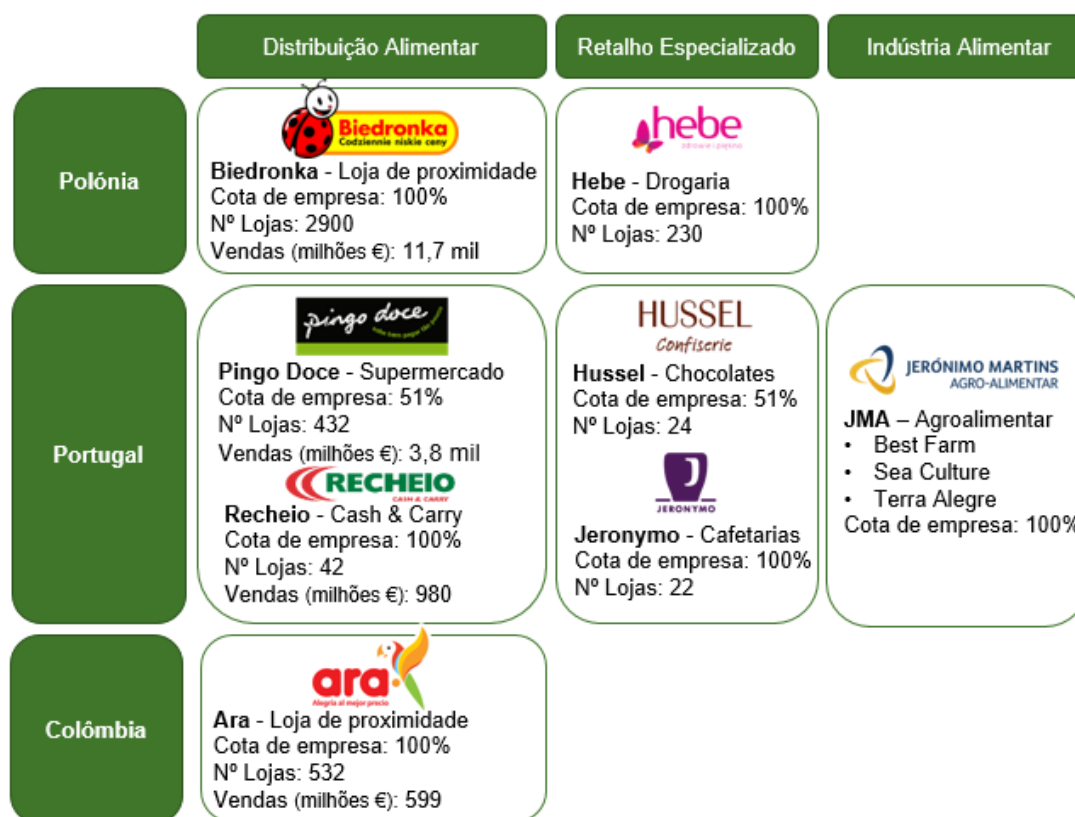 Distribuição Alimentar
Retalho Especializado
Indústria Alimentar
Polónia
Biedronka
Codziennie niskie ceny
Biedronka - Loja de proximidade
Cota de empresa: 100%
Nº Lojas: 2900
Vendas (milhões €): 11,7 mil
hebe
zdrowie i piękno
Hebe - Drogaria
Cota de empresa: 100%
Nº Lojas: 230
Portugal
pingo doce
Pingo Doce - Supermercado
Cota de empresa: 51%
Nº Lojas: 432
Vendas (milhões €): 3,8 mil
RECHEIO
CASH & CARRY
Recheio - Cash & Carry
Cota de empresa: 100%
Nº Lojas: 42
Vendas (milhões €): 980
HUSSEL
Confiserie
Hussel - Chocolates
Cota de empresa: 51%
Nº Lojas: 24
J
JERONYMO
Jeronymo - Cafetarias
Cota de empresa: 100%
Nº Lojas: 22
JERÓNIMO MARTINS
AGRO-ALIMENTAR
JMA – Agroalimentar
• Best Farm
• Sea Culture
• Terra Alegre
Cota de empresa: 100%
Colômbia
ara
Alegría al mejor precio
Ara - Loja de proximidade
Cota de empresa: 100%
Nº Lojas: 532
Vendas (milhões €): 599